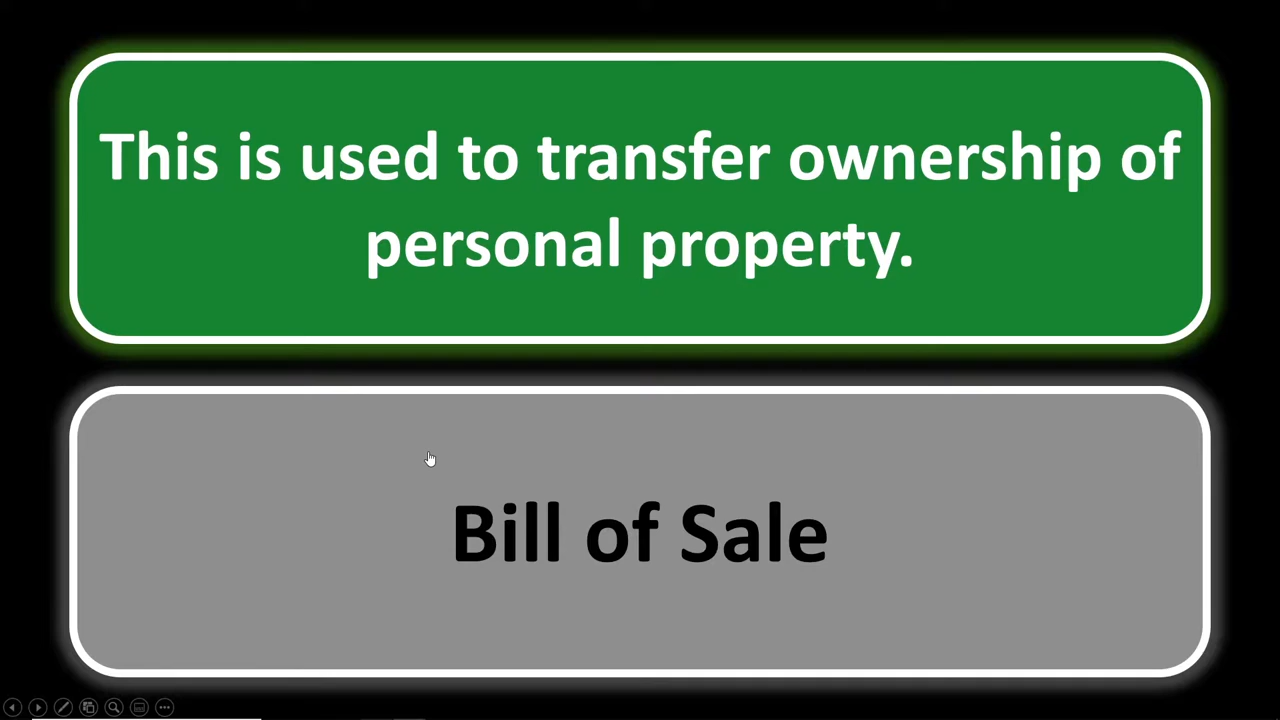 This is used to transfer ownership of
personal property.
Bill of Sale